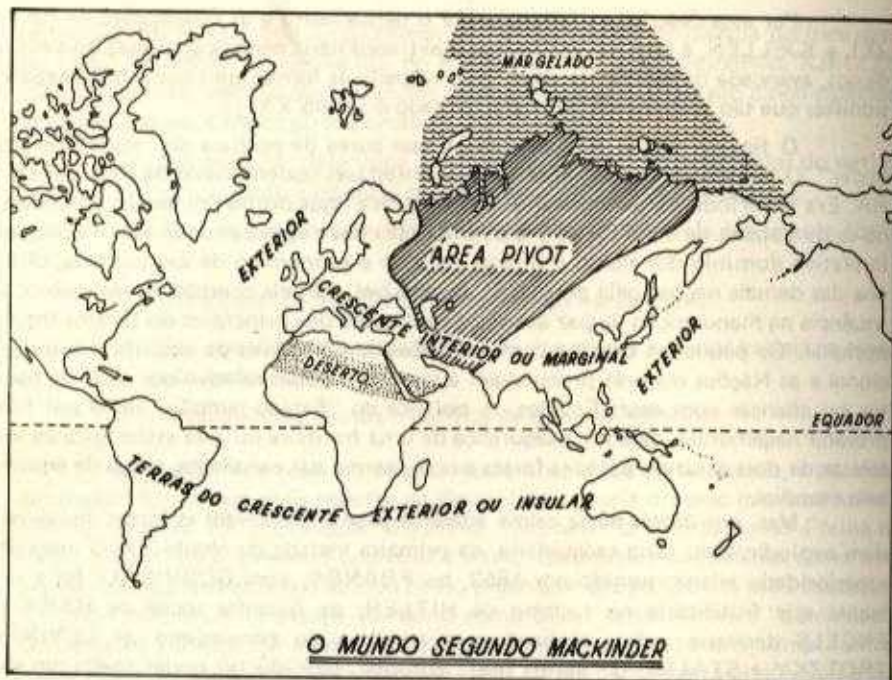 MARGELADO
EXTERIOR
ÁREA PIVOT
CRESCENTE
INTERIOR OU MARGINAL
EXTERIOR
DESERTO
EQUADOR
TERRAS DO
CRESCENTE EXTERIOR OU INSULAR
O MUNDO SEGUNDO MACKINDER